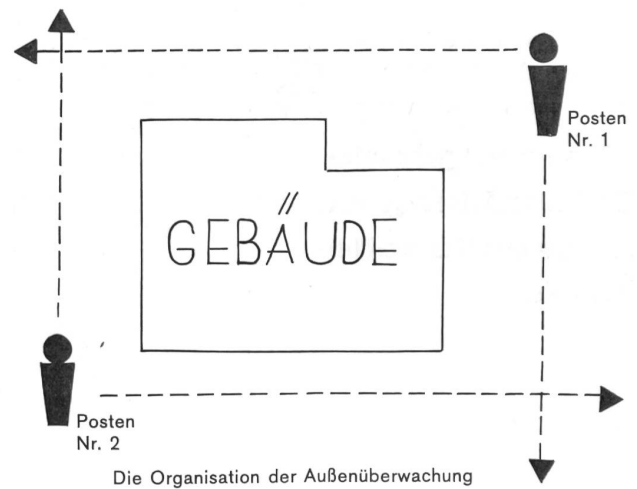 Posten
Nr. 1
GEBÄUDE
Posten
Nr. 2
Die Organisation der Außenüberwachung